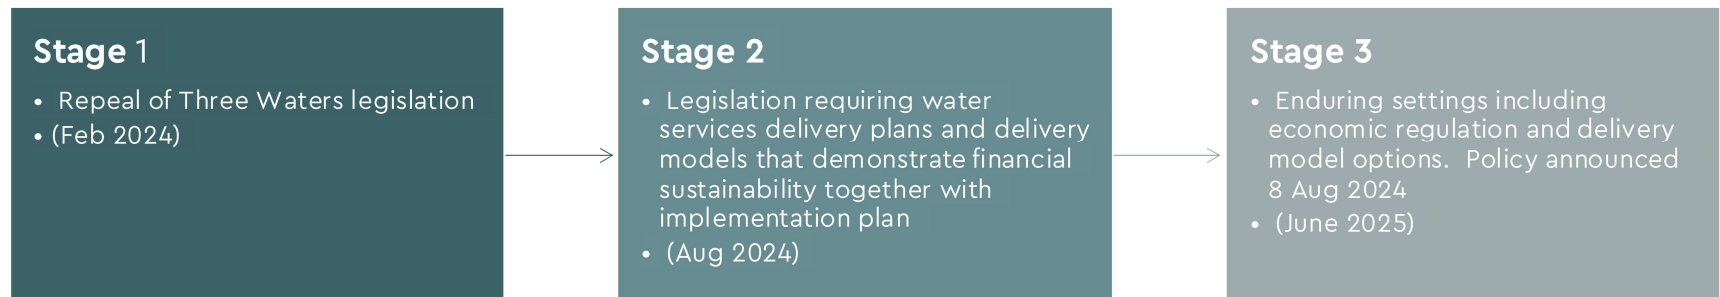 Stage 1
• Repeal of Three Waters legislation
• (Feb 2024)
Stage 2
• Legislation requiring water
services delivery plans and delivery
models that demonstrate financial
sustainability together with
implementation plan
• (Aug 2024)
Stage 3
• Enduring settings including
economic regulation and delivery
model options.  Policy announced
8 Aug 2024
• (June 2025)